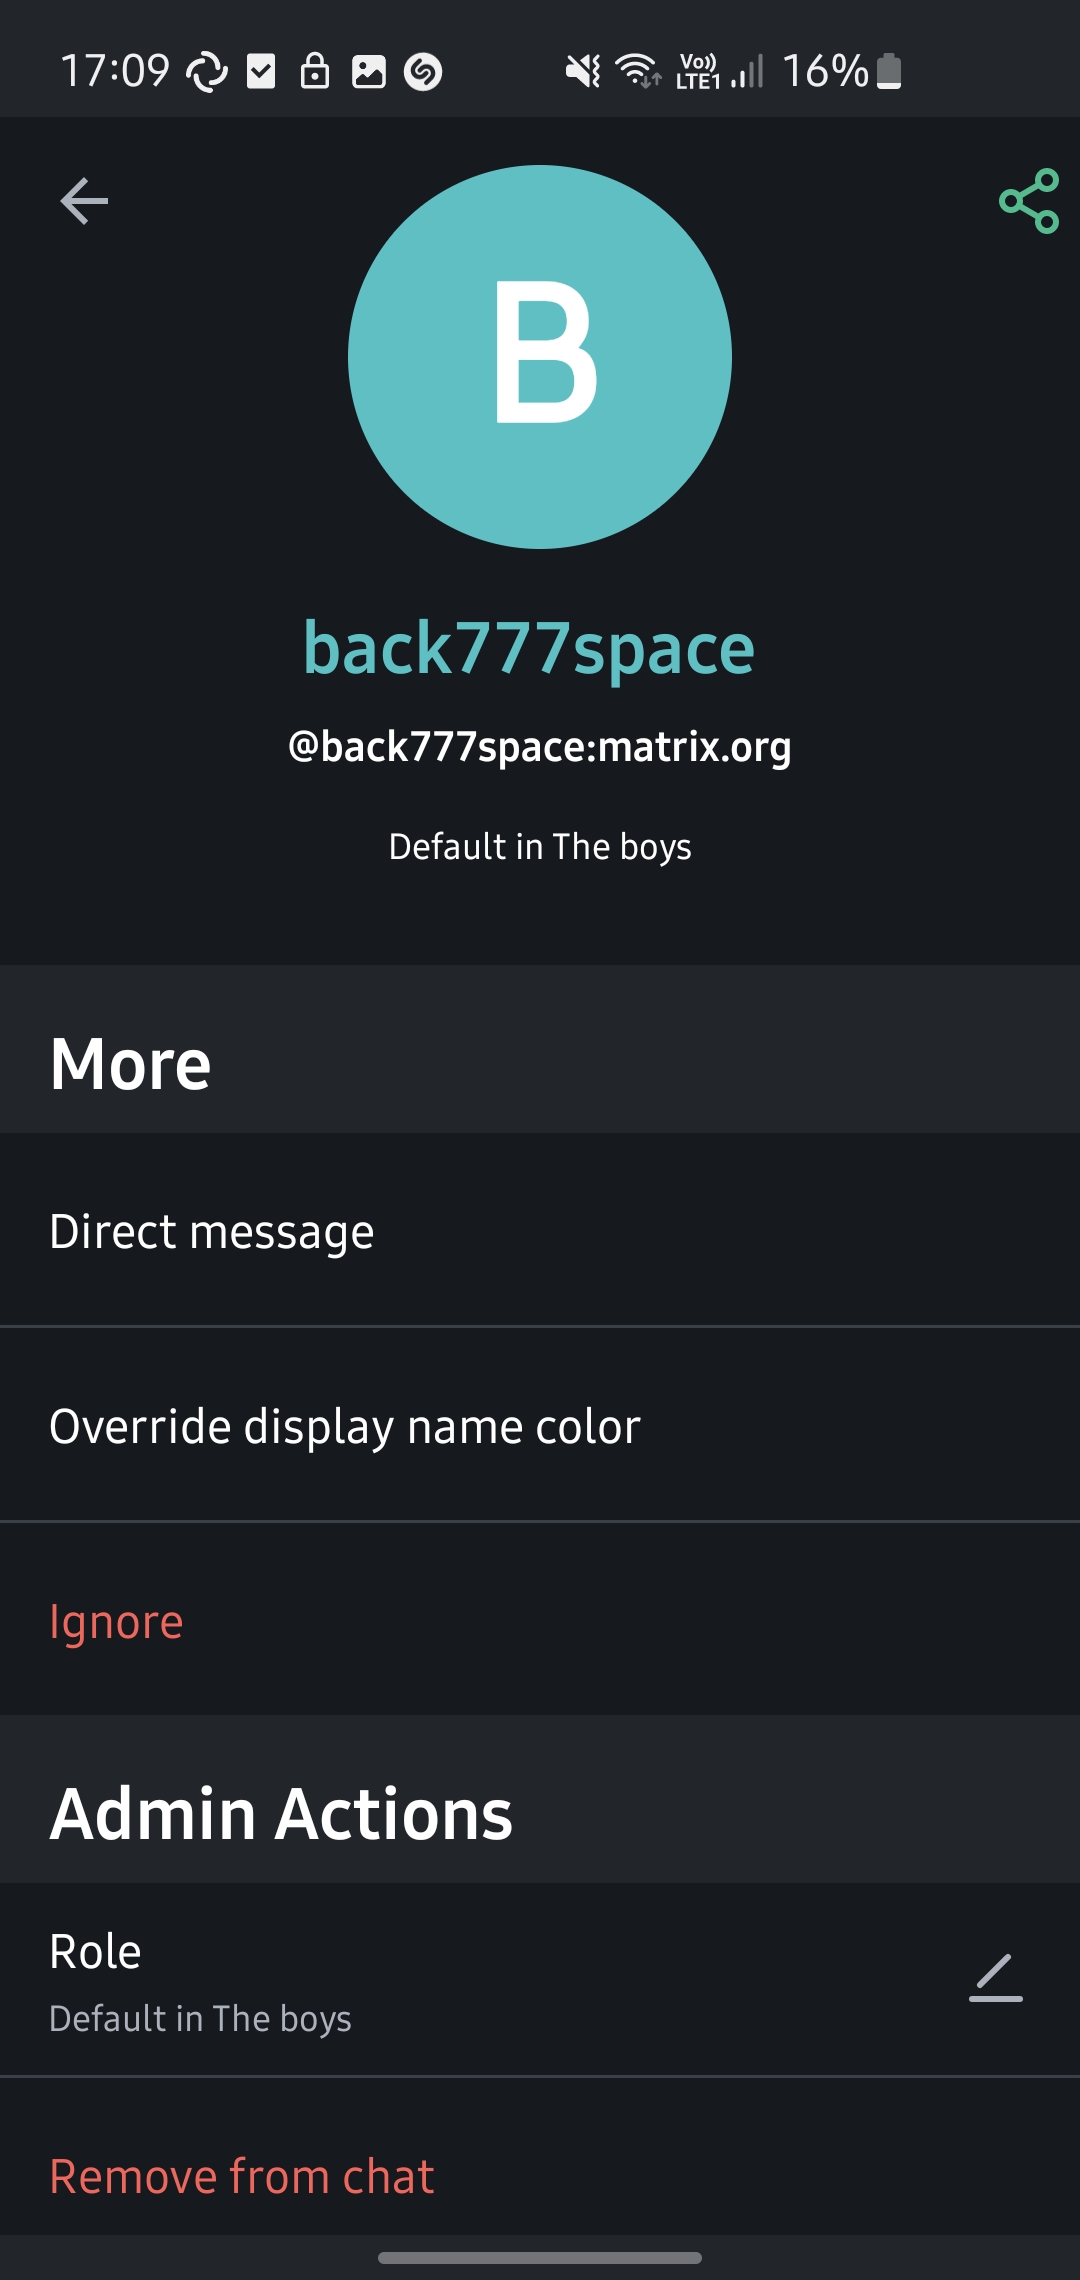 17:09
Vo)) LTE1
16%
B
back777space
@back777space:matrix.org
Default in The boys
More
Direct message
Override display name color
Ignore
Admin Actions
Role
Default in The boys
Remove from chat